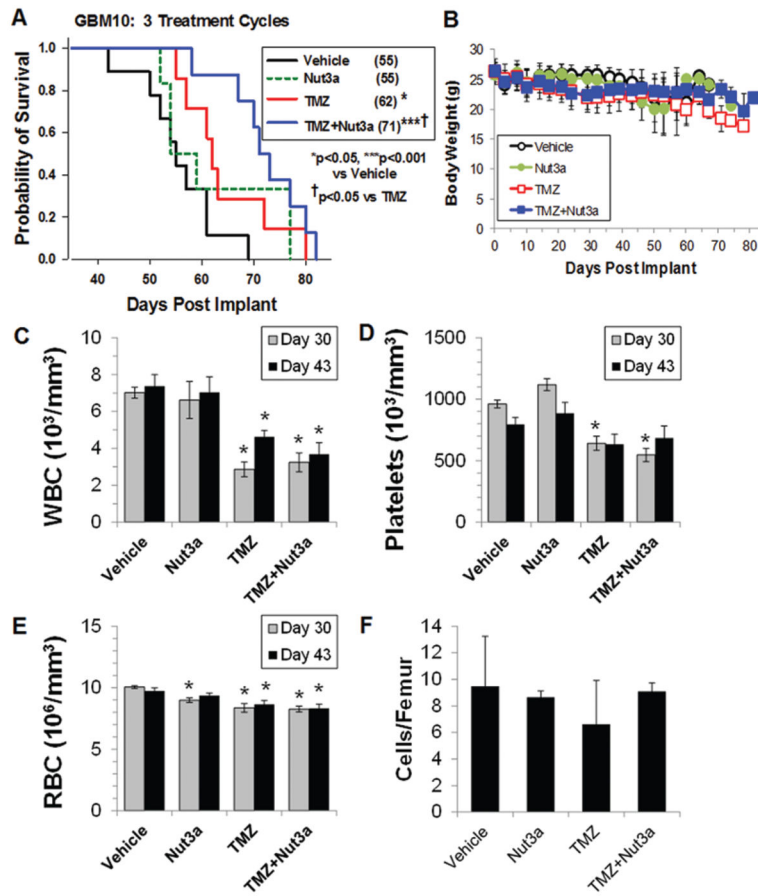 A
GBM10: 3 Treatment Cycles
Probability of Survival
1.0
0.8
0.6
0.4
0.2
0.0
Vehicle (55)
Nut3a (55)
TMZ (62) *
TMZ+Nut3a (71)***†
*p<0.05, ***p<0.001
vs Vehicle
†p<0.05 vs TMZ
40 50 60 70 80
Days Post Implant
B
Body Weight (g)
30
25
20
15
10
5
0
Vehicle
Nut3a
TMZ
TMZ+Nut3a
0 10 20 30 40 50 60 70 80
Days Post Implant
C
WBC (10³/mm³)
10
8
6
4
2
0
Day 30
Day 43
* * * *
Vehicle
Nut3a
TMZ
TMZ+Nut3a
D
Platelets (10³/mm³)
1500
1000
500
0
Day 30
Day 43
* *
Vehicle
Nut3a
TMZ
TMZ+Nut3a
E
RBC (10⁶/mm³)
15
10
5
0
Day 30
Day 43
* * * * *
Vehicle
Nut3a
TMZ
TMZ+Nut3a
F
Cells/Femur
14
12
10
8
6
4
2
0
Vehicle
Nut3a
TMZ
TMZ+Nut3a